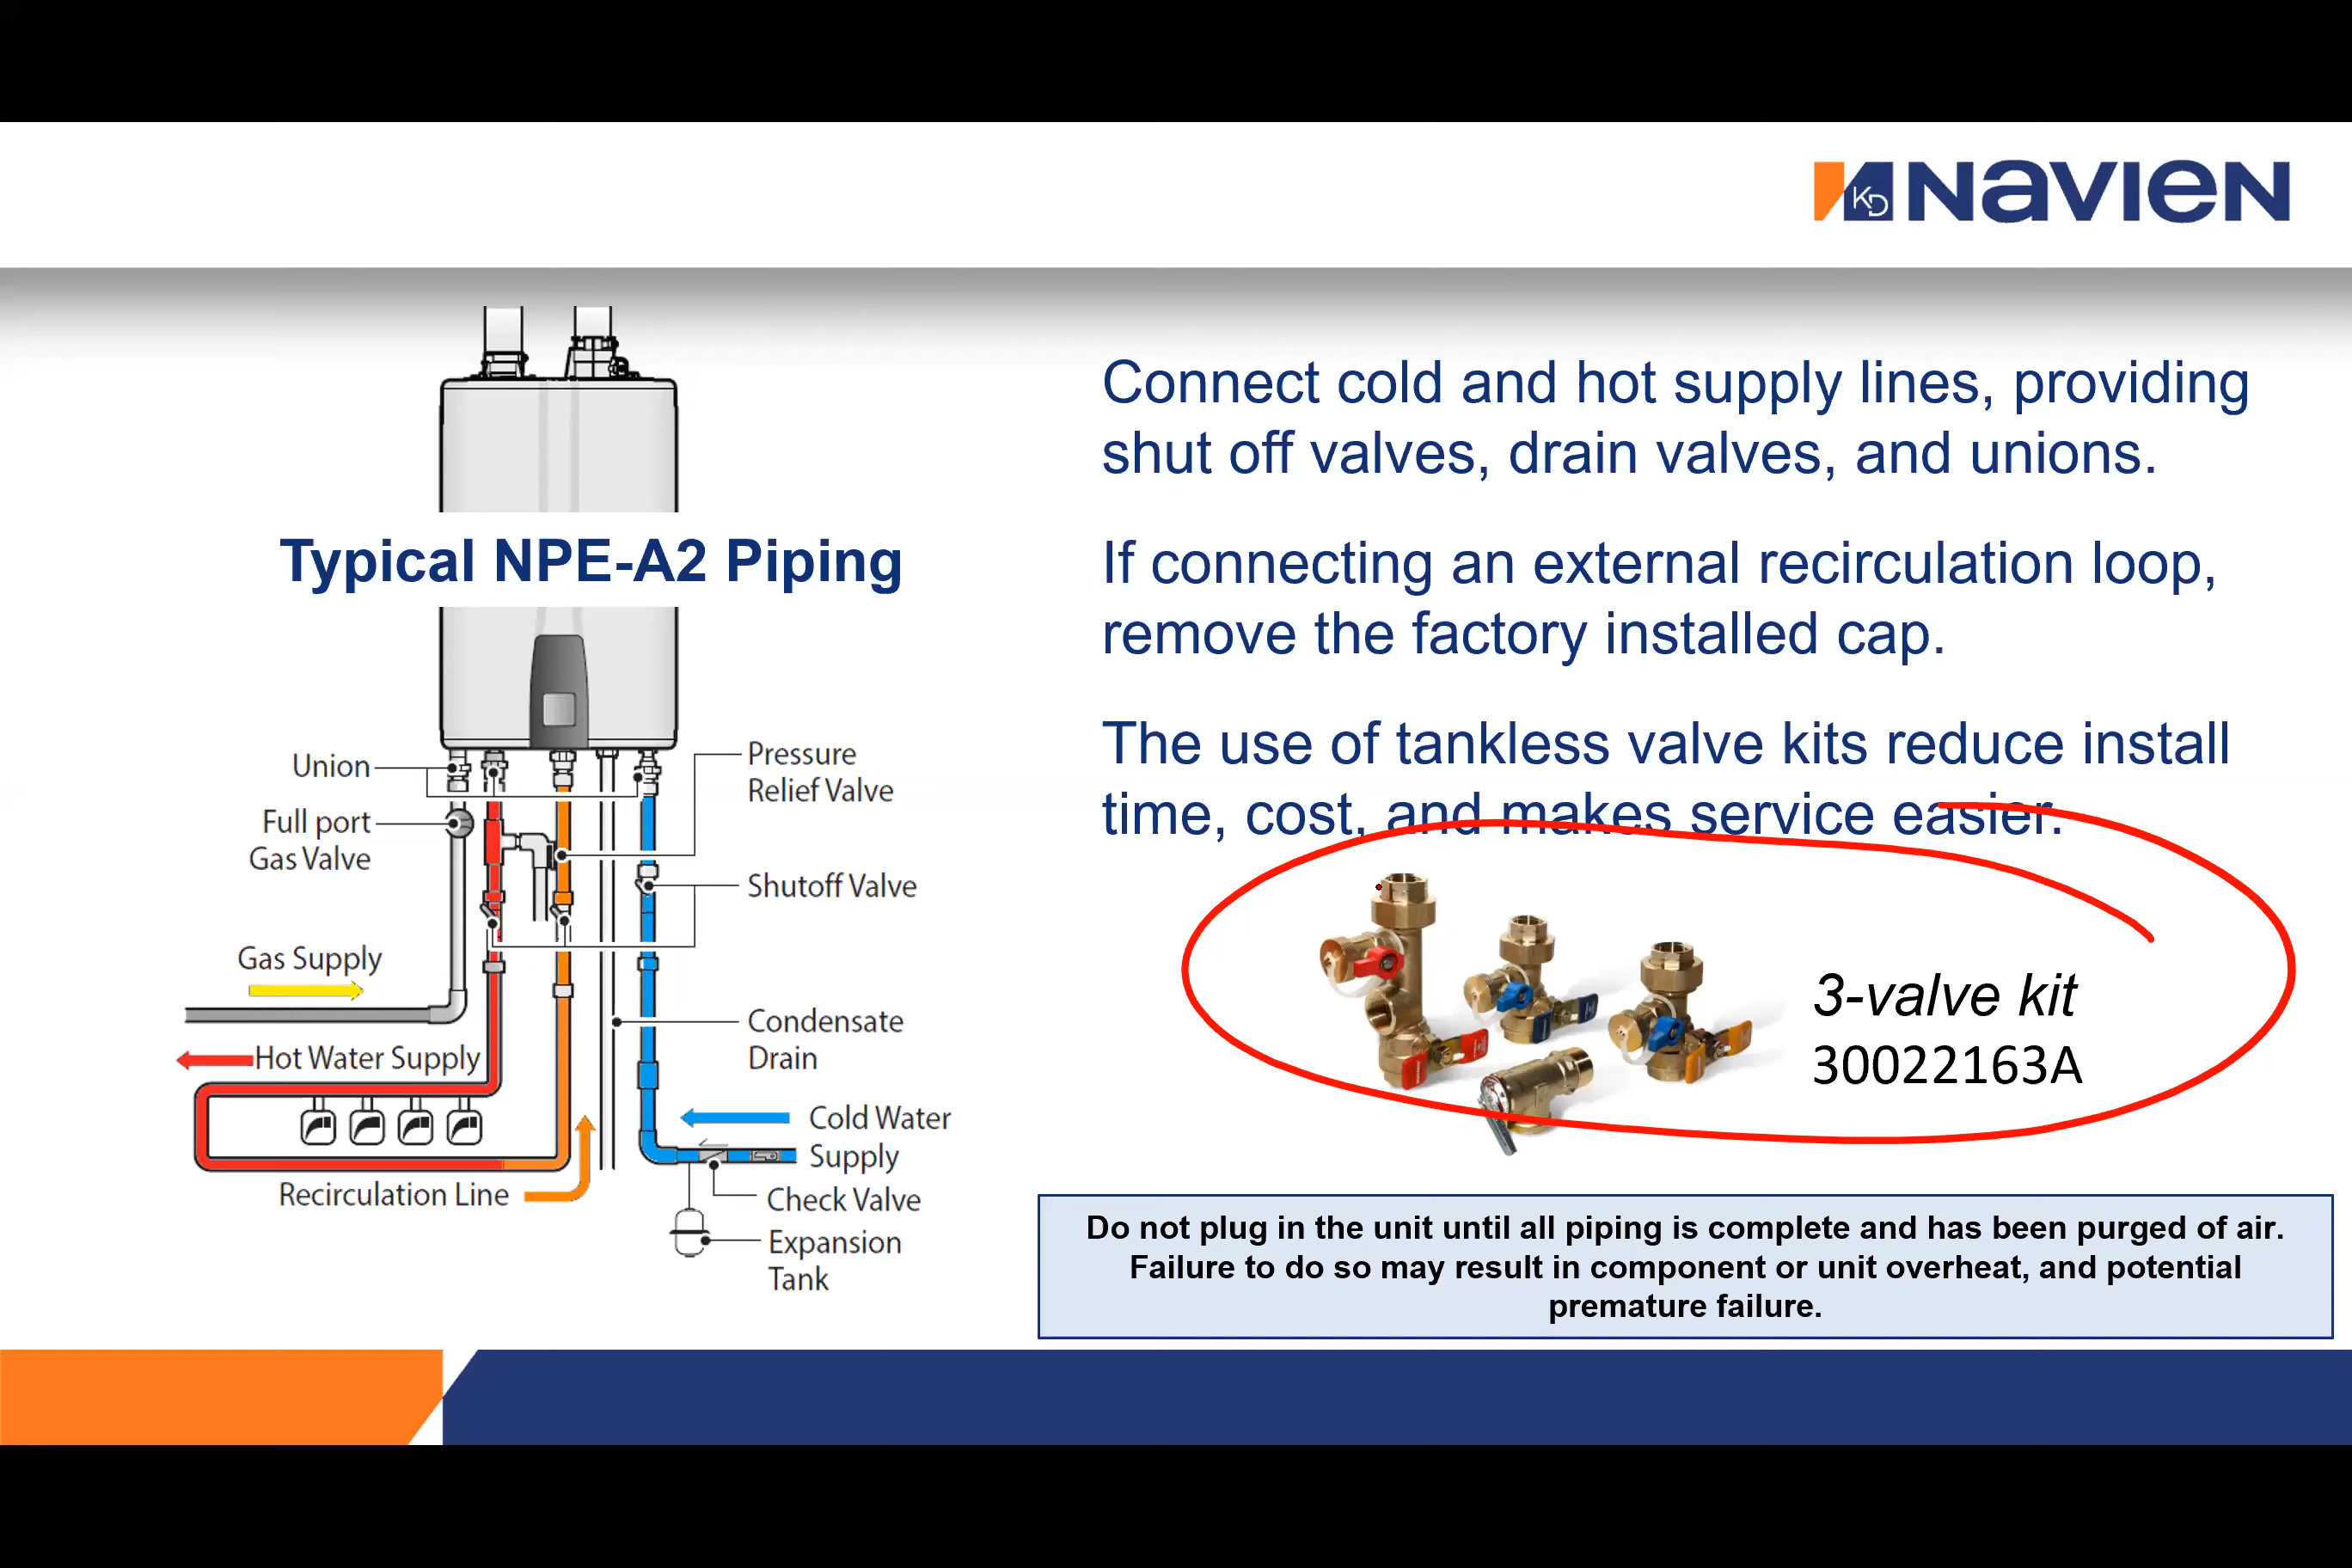 KD NAVIEN
Connect cold and hot supply lines, providing
shut off valves, drain valves, and unions.
If connecting an external recirculation loop,
remove the factory installed cap.
The use of tankless valve kits reduce install
time, cost, and makes service easier.
Typical NPE-A2 Piping
Union
Full port
Gas Valve
Gas Supply
Hot Water Supply
Recirculation Line
Pressure
Relief Valve
Shutoff Valve
Condensate
Drain
Cold Water
Supply
Check Valve
Expansion
Tank
3-valve kit
30022163A
Do not plug in the unit until all piping is complete and has been purged of air.
Failure to do so may result in component or unit overheat, and potential
premature failure.